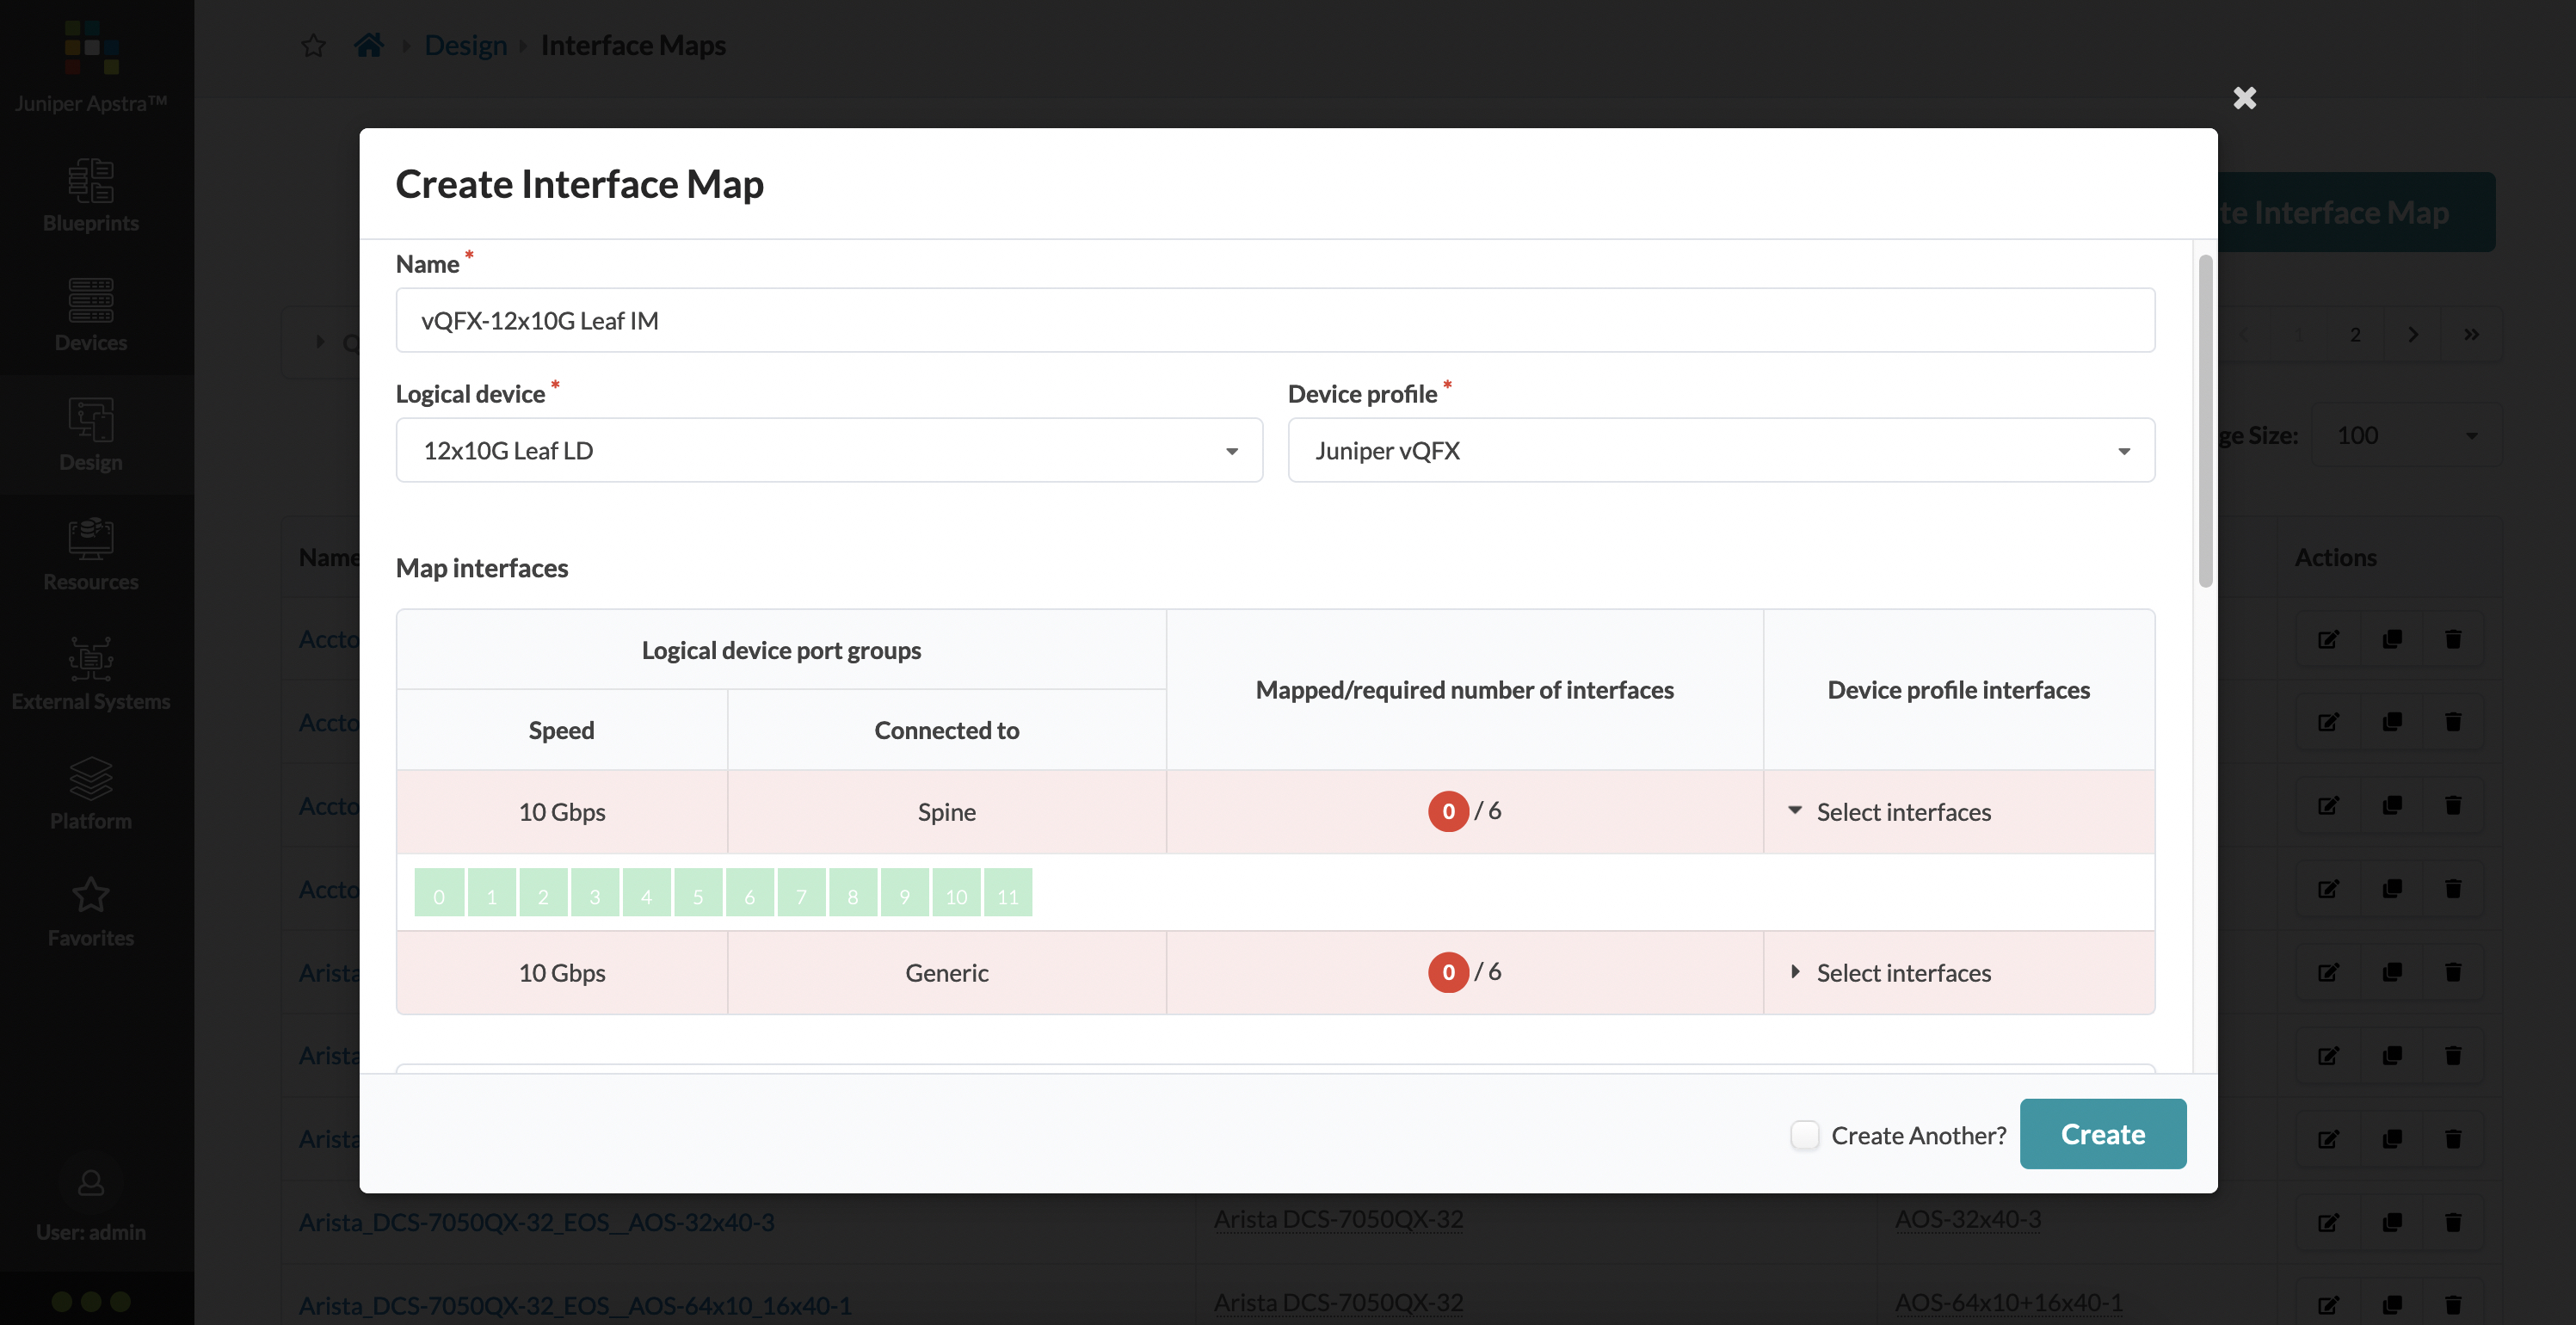 Juniper Apstra™
Blueprints
Devices
Design
Resources
External Systems
Platform
Favorites
User: admin
Design
Interface Maps
te Interface Map
1
2
ge Size:
100
Create Interface Map
Name *
vQFX-12x10G Leaf IM
Logical device *
Device profile *
12x10G Leaf LD
Juniper vQFX
Map interfaces
Logical device port groups
Mapped/required number of interfaces
Device profile interfaces
Speed
Connected to
10 Gbps
Spine
0 / 6
Select interfaces
0 1 2 3 4 5 6 7 8 9 10 11
10 Gbps
Generic
0 / 6
Select interfaces
Create Another?
Create
Name
Actions
Accto
Accto
Accto
Accto
Arista
Arista
Arista
Arista_DCS-7050QX-32_EOS__AOS-32x40-3
Arista DCS-7050QX-32
AOS-32x40-3
Arista_DCS-7050QX-32_EOS__AOS-64x10_16x40-1
Arista DCS-7050QX-32
AOS-64x10+16x40-1